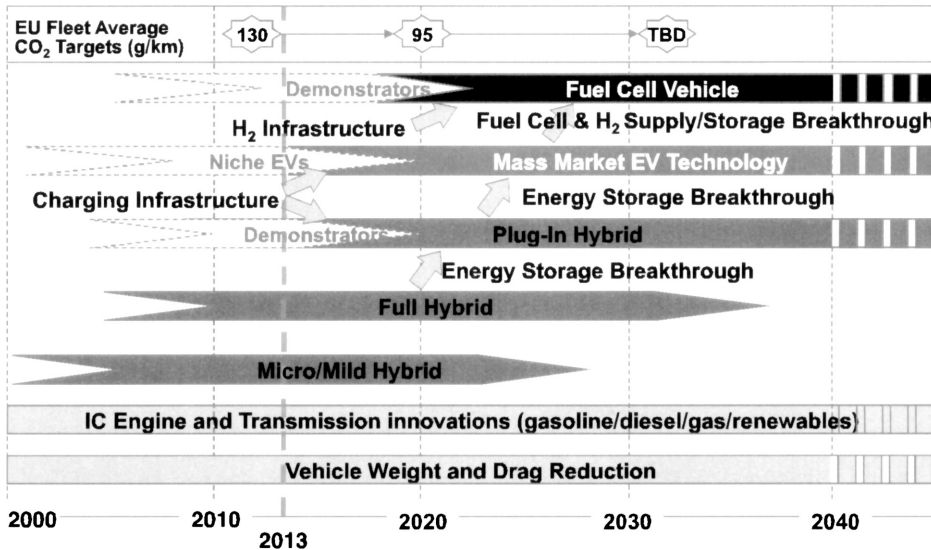 EU Fleet Average
CO₂ Targets (g/km)
130
95
TBD
Demonstrators
Fuel Cell Vehicle
H₂ Infrastructure
Fuel Cell & H₂ Supply/Storage Breakthrough
Niche EVs
Mass Market EV Technology
Charging Infrastructure
Energy Storage Breakthrough
Demonstrators
Plug-In Hybrid
Energy Storage Breakthrough
Full Hybrid
Micro/Mild Hybrid
IC Engine and Transmission innovations (gasoline/diesel/gas/renewables)
Vehicle Weight and Drag Reduction
2000
2010
2013
2020
2030
2040